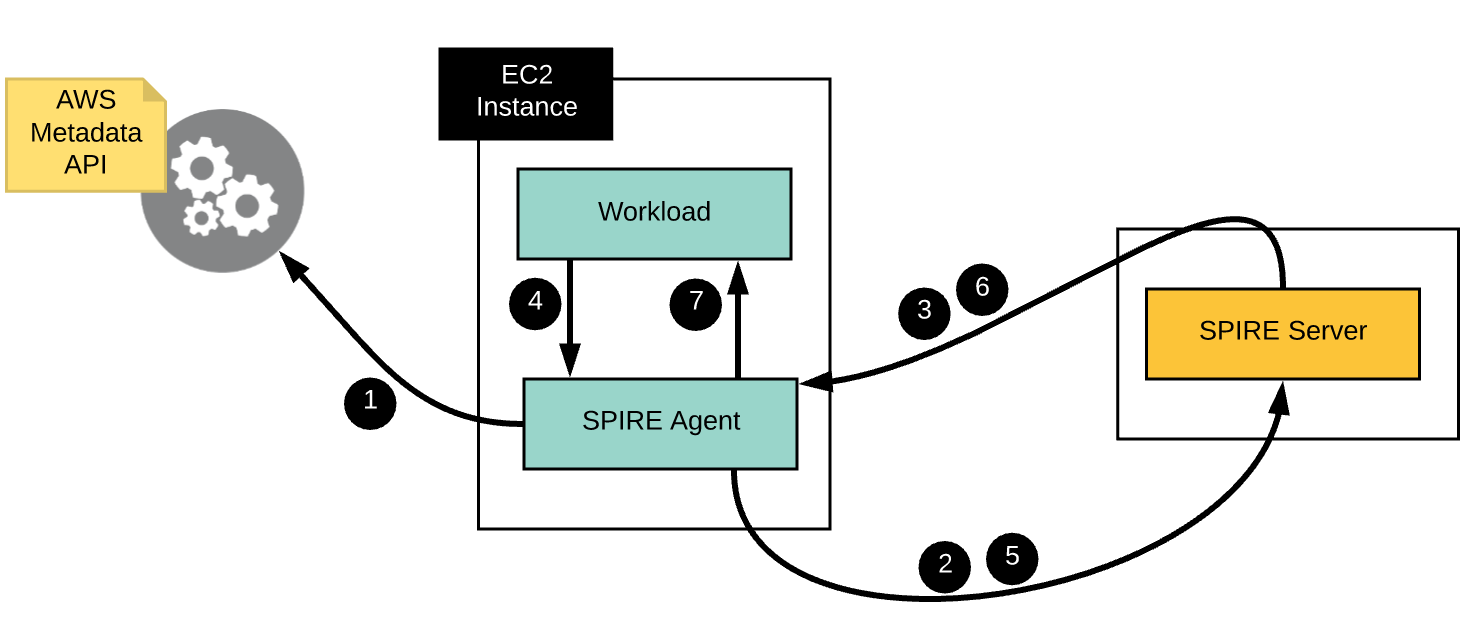 EC2
Instance
AWS
Metadata
API
Workload
4
7
3
6
SPIRE Server
1
SPIRE Agent
2
5